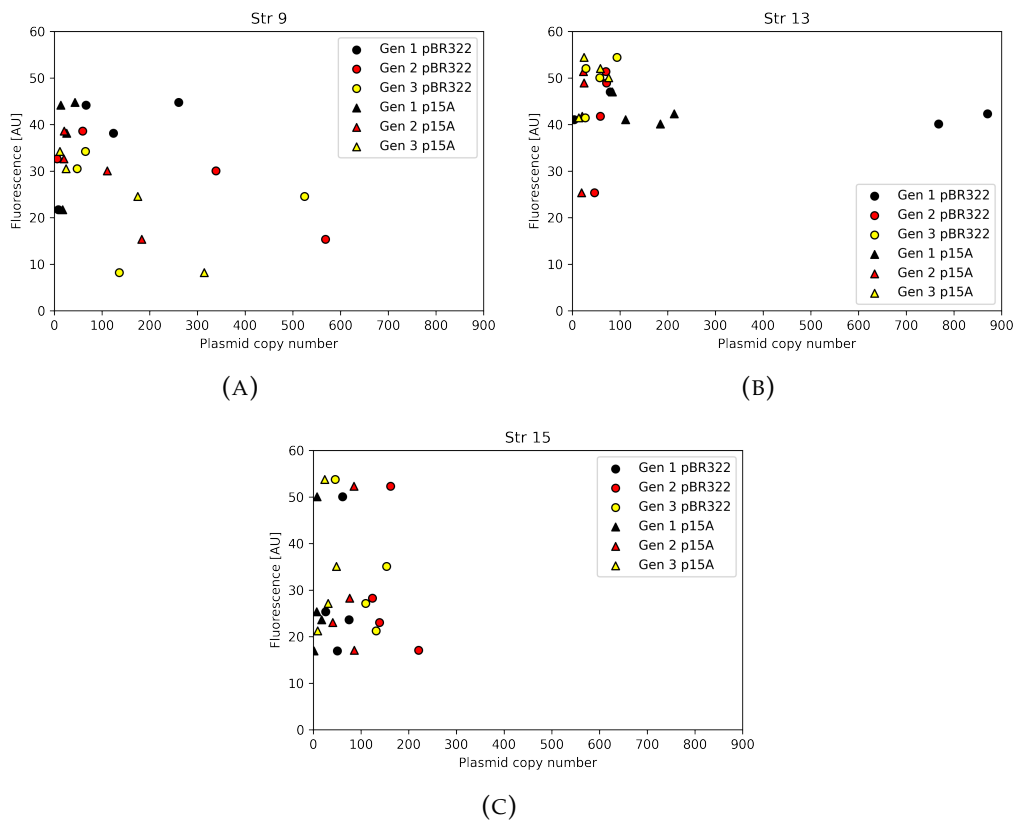 Str 9
60
50
40
30
20
10
0
Fluorescence [AU]
0 100 200 300 400 500 600 700 800 900
Plasmid copy number
Gen 1 pBR322
Gen 2 pBR322
Gen 3 pBR322
Gen 1 p15A
Gen 2 p15A
Gen 3 p15A
(A)
Str 13
60
50
40
30
20
10
0
Fluorescence [AU]
0 100 200 300 400 500 600 700 800 900
Plasmid copy number
Gen 1 pBR322
Gen 2 pBR322
Gen 3 pBR322
Gen 1 p15A
Gen 2 p15A
Gen 3 p15A
(B)
Str 15
60
50
40
30
20
10
0
Fluorescence [AU]
0 100 200 300 400 500 600 700 800 900
Plasmid copy number
Gen 1 pBR322
Gen 2 pBR322
Gen 3 pBR322
Gen 1 p15A
Gen 2 p15A
Gen 3 p15A
(C)